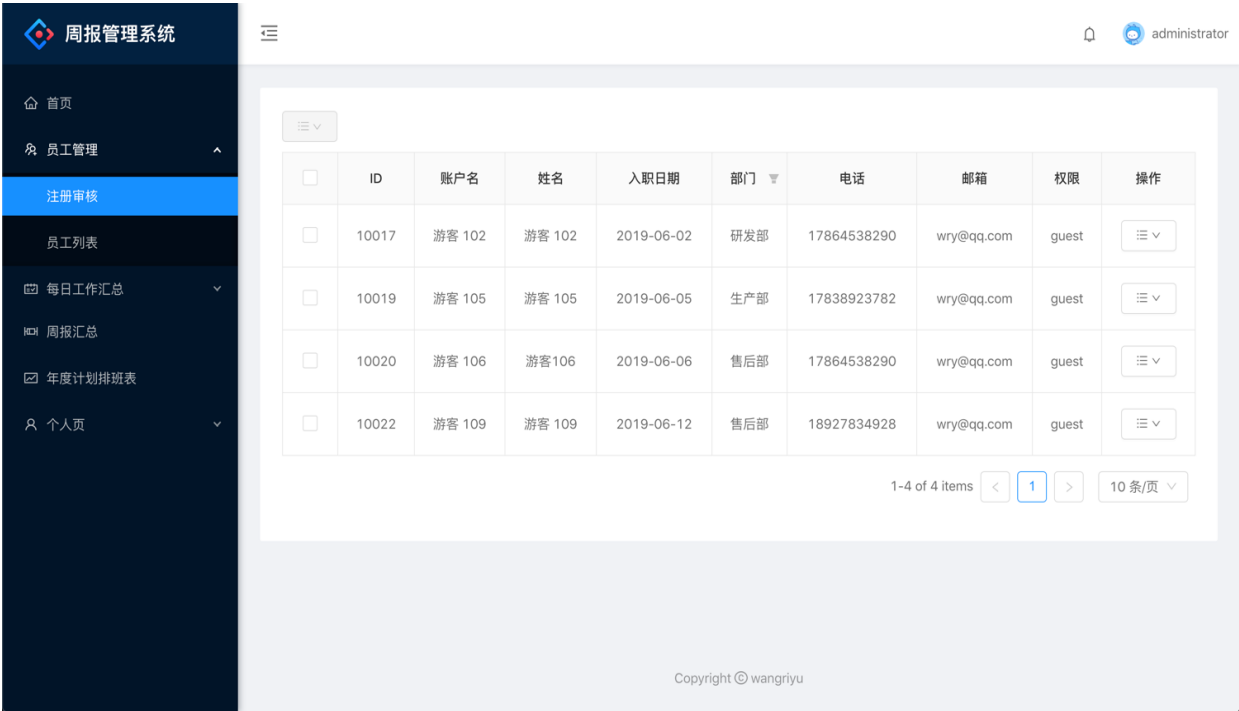 周报管理系统
administrator
首页
员工管理
注册审核
员工列表
每日工作汇总
周报汇总
年度计划排班表
个人页
ID 账户名 姓名 入职日期 部门 电话 邮箱 权限 操作
10017 游客 102 游客 102 2019-06-02 研发部 17864538290 wry@qq.com guest
10019 游客 105 游客 105 2019-06-05 生产部 17838923782 wry@qq.com guest
10020 游客 106 游客106 2019-06-06 售后部 17864538290 wry@qq.com guest
10022 游客 109 游客 109 2019-06-12 售后部 18927834928 wry@qq.com guest
1-4 of 4 items < 1 > 10 条/页
Copyright © wangriyu